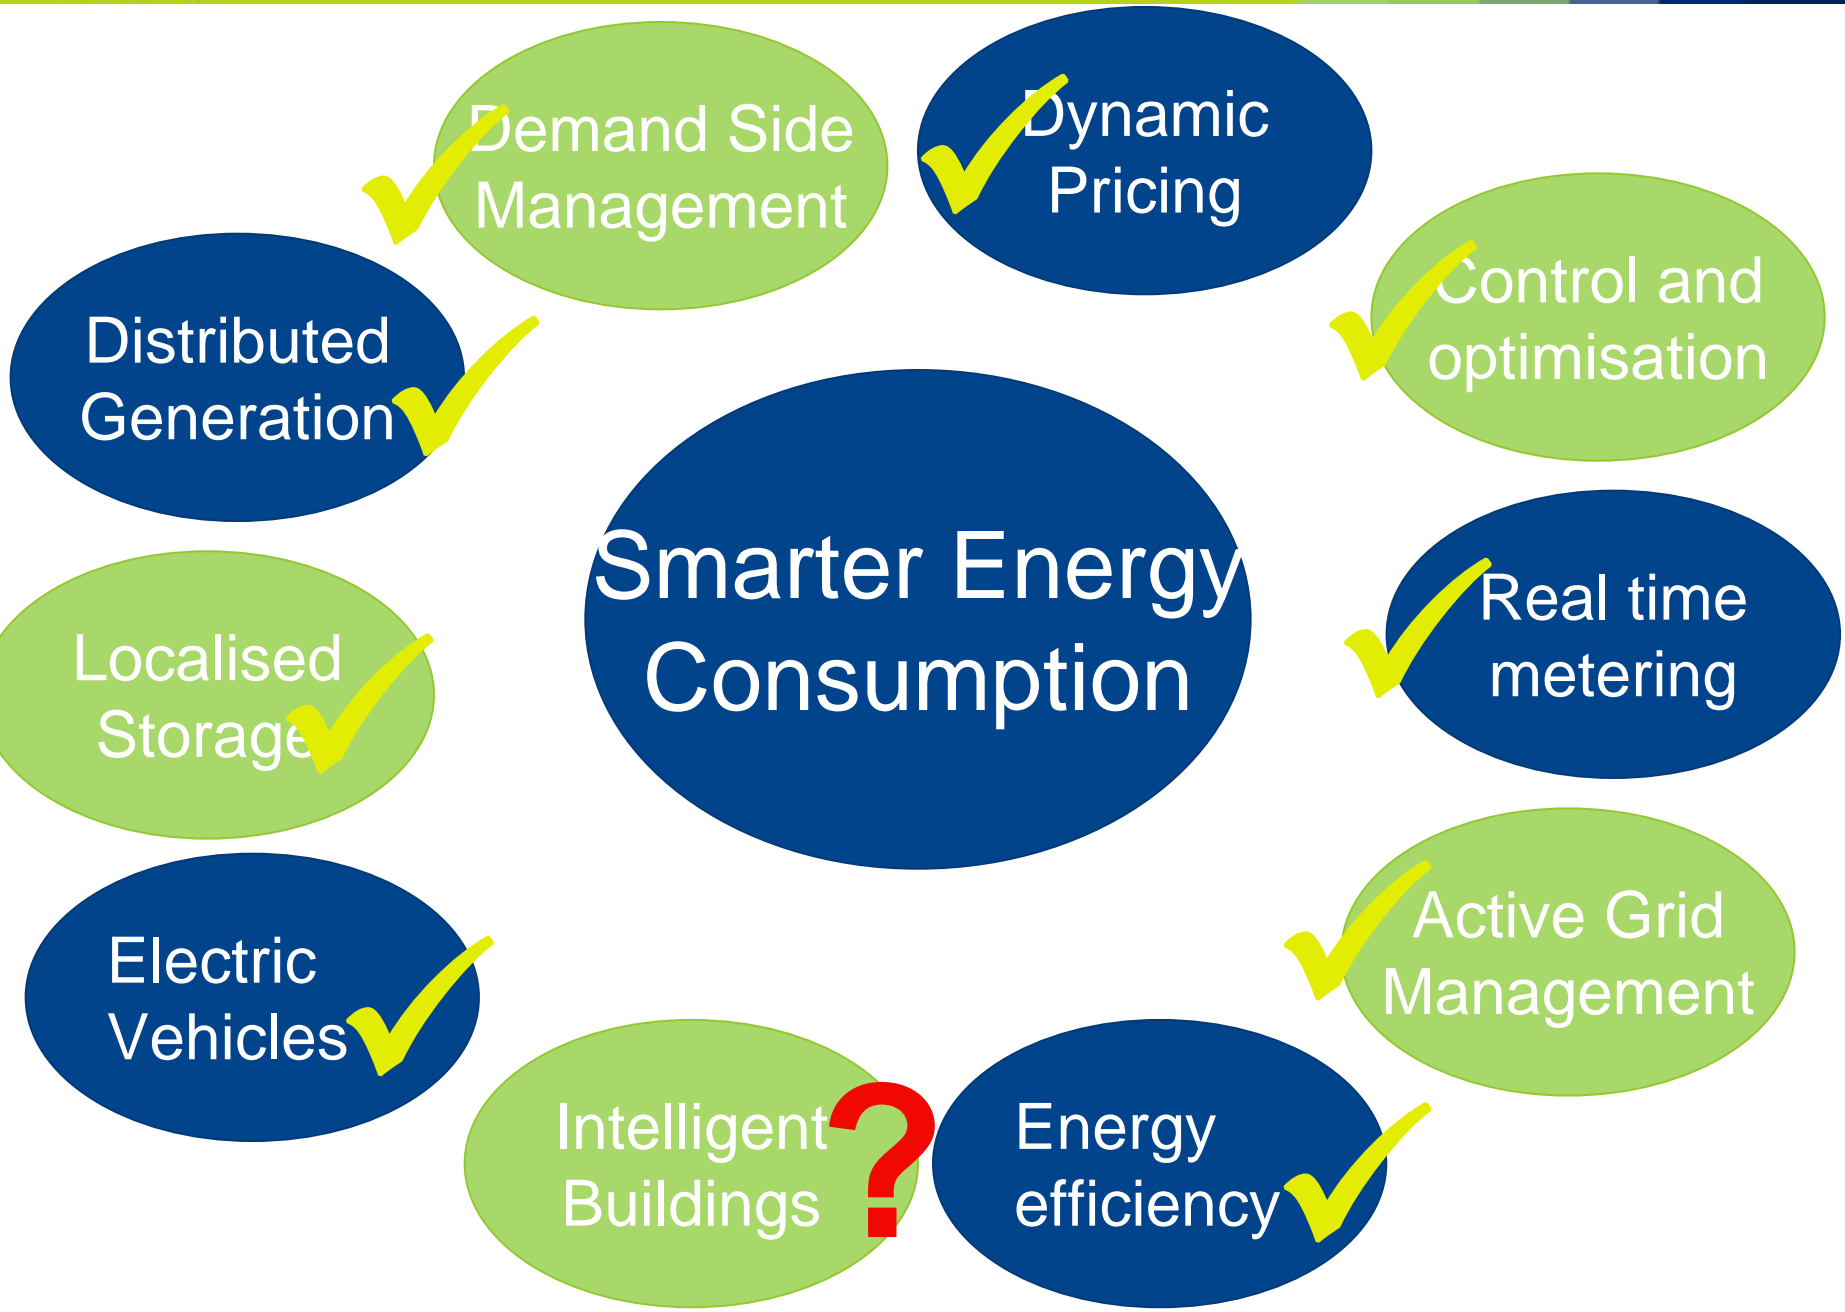 Demand Side
Management
Dynamic
Pricing
Control and
optimisation
Distributed
Generation
Smarter Energy
Consumption
Real time
metering
Localised
Storage
Active Grid
Management
Electric
Vehicles
Intelligent
Buildings
?
Energy
efficiency